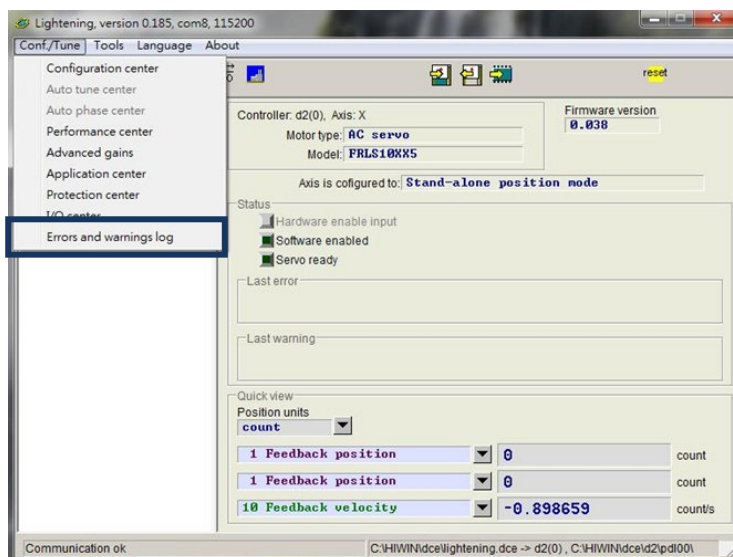 Lightening, version 0.185, com8, 115200
Conf./Tune Tools Language About
Configuration center
Auto tune center
Auto phase center
Performance center
Advanced gains
Application center
Protection center
I/O center
Errors and warnings log
reset
Controller: d2(0), Axis: X
Motor type: AC servo
Model: FRLS10XX5
Firmware version
0.038
Axis is cofigured to: Stand-alone position mode
Status
Hardware enable input
Software enabled
Servo ready
Last error
Last warning
Quick view
Position units
count
1 Feedback position 0 count
1 Feedback position 0 count
10 Feedback velocity -0.898659 count/s
Communication ok C:\HIWIN\dce\lightening.dce -> d2(0) , C:\HIWIN\dce\d2\pdl00\